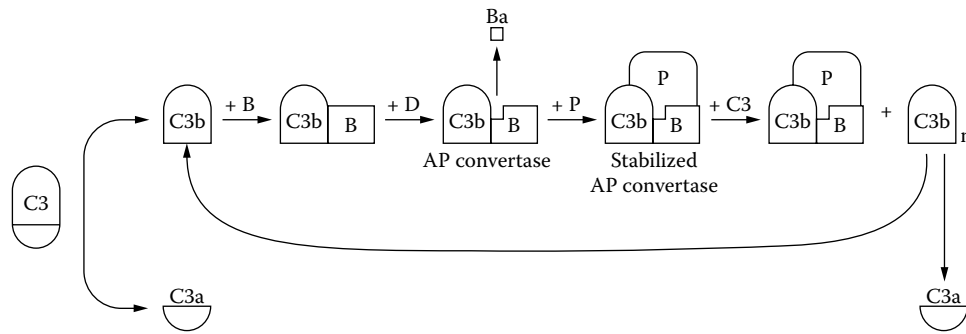 Ba
P
P
+ B
+ D
+ P
+ C3
C3b
C3b
B
C3b
B
C3b
B
C3b
B
+
C3b
n
AP convertase
Stabilized
AP convertase
C3
C3a
C3a